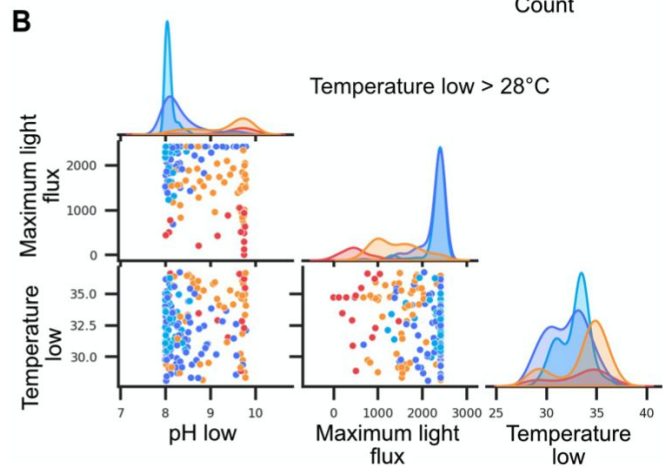 Count
B
Temperature low > 28°C
Maximum light
flux
2000
1000
0
Temperature
low
35.0
32.5
30.0
7 8 9 10
0 1000 2000 3000
25 30 35 40
pH low
Maximum light
flux
Temperature
low